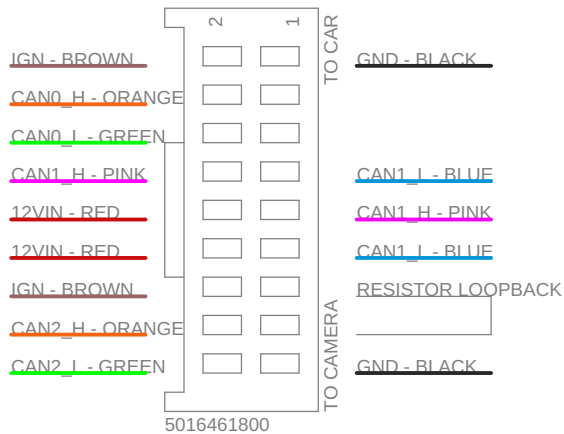 2 1
TO CAR
IGN - BROWN
GND - BLACK
CAN0_H - ORANGE
CAN0_L - GREEN
CAN1_H - PINK
CAN1_L - BLUE
12VIN - RED
CAN1_H - PINK
12VIN - RED
CAN1_L - BLUE
IGN - BROWN
RESISTOR LOOPBACK
CAN2_H - ORANGE
TO CAMERA
CAN2_L - GREEN
GND - BLACK
5016461800